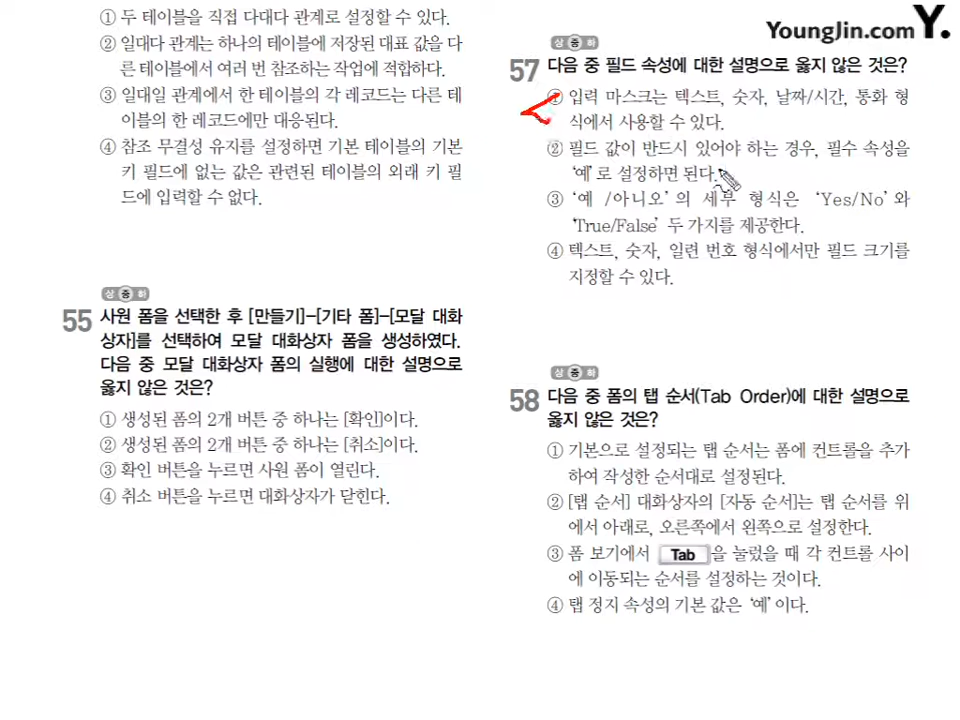 ① 두 테이블을 직접 다대다 관계로 설정할 수 있다.
② 일대다 관계는 하나의 테이블에 저장된 대표 값을 다
른 테이블에서 여러 번 참조하는 작업에 적합하다.
③ 일대일 관계에서 한 테이블의 각 레코드는 다른 테
이블의 한 레코드에만 대응된다.
④ 참조 무결성 유지를 설정하면 기본 테이블의 기본
키 필드에 없는 값은 관련된 테이블의 외래 키 필
드에 입력할 수 없다.
상 중 하
55 사원 폼을 선택한 후 [만들기]-[기타 폼]-[모달 대화
상자]를 선택하여 모달 대화상자 폼을 생성하였다.
다음 중 모달 대화상자 폼의 실행에 대한 설명으로
옳지 않은 것은?
① 생성된 폼의 2개 버튼 중 하나는 [확인]이다.
② 생성된 폼의 2개 버튼 중 하나는 [취소]이다.
③ 확인 버튼을 누르면 사원 폼이 열린다.
④ 취소 버튼을 누르면 대화상자가 닫힌다.
YoungJin.com Y.
상 중 하
57 다음 중 필드 속성에 대한 설명으로 옳지 않은 것은?
① 입력 마스크는 텍스트, 숫자, 날짜/시간, 통화 형
식에서 사용할 수 있다.
② 필드 값이 반드시 있어야 하는 경우, 필수 속성을
‘예’로 설정하면 된다.
③ ‘예/아니오’의 세부 형식은 ‘Yes/No’와
‘True/False’ 두 가지를 제공한다.
④ 텍스트, 숫자, 일련 번호 형식에서만 필드 크기를
지정할 수 있다.
상 중 하
58 다음 중 폼의 탭 순서(Tab Order)에 대한 설명으로
옳지 않은 것은?
① 기본으로 설정되는 탭 순서는 폼에 컨트롤을 추가
하여 작성한 순서대로 설정된다.
② [탭 순서] 대화상자의 [자동 순서]는 탭 순서를 위
에서 아래로, 오른쪽에서 왼쪽으로 설정한다.
③ 폼 보기에서 Tab 을 눌렀을 때 각 컨트롤 사이
에 이동되는 순서를 설정하는 것이다.
④ 탭 정지 속성의 기본 값은 ‘예’이다.